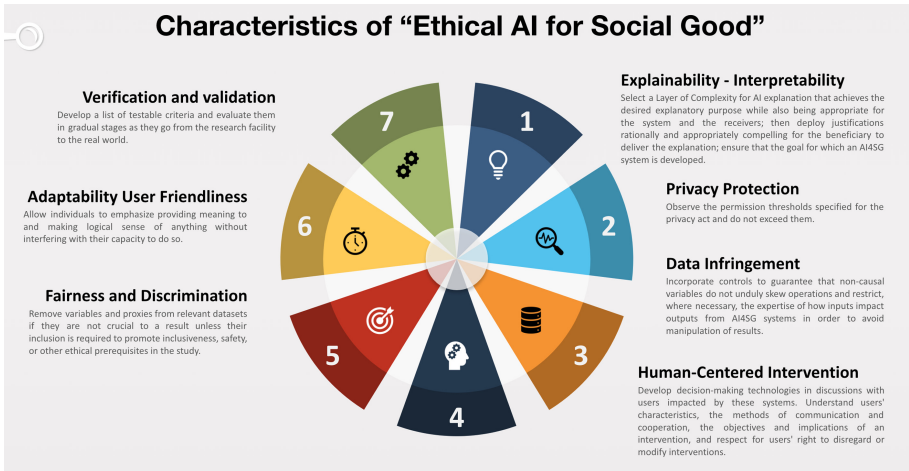 Characteristics of “Ethical AI for Social Good”
Explainability - Interpretability
Select a Layer of Complexity for AI explanation that achieves the
desired explanatory purpose while also being appropriate for
the system and the receivers; then deploy justifications
rationally and appropriately compelling for the beneficiary to
deliver the explanation; ensure that the goal for which an AI4SG
system is developed.
Privacy Protection
Observe the permission thresholds specified for the
privacy act and do not exceed them.
Data Infringement
Incorporate controls to guarantee that non-causal
variables do not unduly skew operations and restrict,
where necessary, the expertise of how inputs impact
outputs from AI4SG systems in order to avoid
manipulation of results.
Human-Centered Intervention
Develop decision-making technologies in discussions with
users impacted by these systems. Understand users'
characteristics, the methods of communication and
cooperation, the objectives and implications of an
intervention, and respect for users' right to disregard or
modify interventions.
Fairness and Discrimination
Remove variables and proxies from relevant datasets
if they are not crucial to a result unless their
inclusion is required to promote inclusiveness, safety,
or other ethical prerequisites in the study.
Adaptability User Friendliness
Allow individuals to emphasize providing meaning to
and making logical sense of anything without
interfering with their capacity to do so.
Verification and validation
Develop a list of testable criteria and evaluate them
in gradual stages as they go from the research facility
to the real world.
1
2
3
4
5
6
7